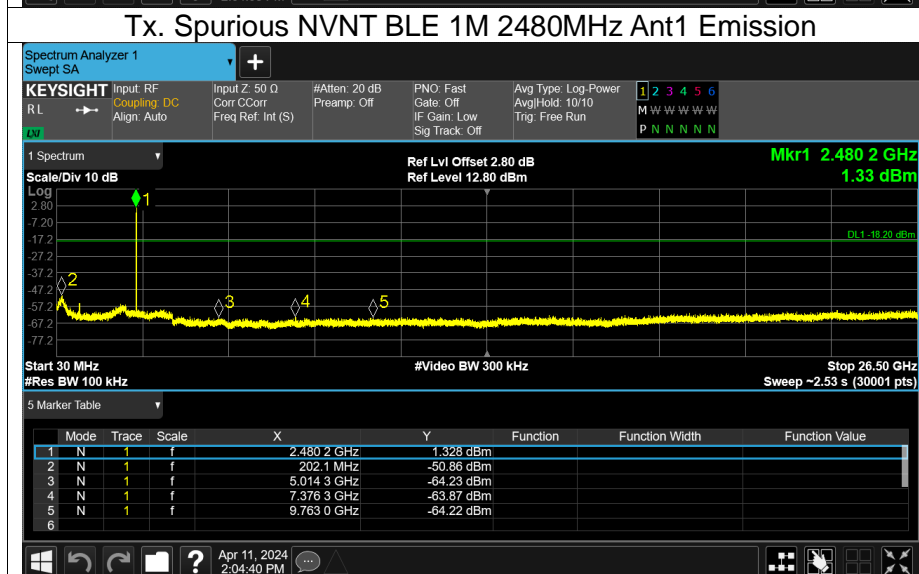 Tx. Spurious NVNT BLE 1M 2480MHz Ant1 Emission
Spectrum Analyzer 1
Swept SA
+
KEYSIGHT Input: RF Input Z: 50 Ω #Atten: 20 dB PNO: Fast Avg Type: Log-Power 1 2 3 4 5 6
RL Coupling: DC Corr CCorr Preamp: Off Gate: Off Avg|Hold: 10/10 M W W W W W
Align: Auto Freq Ref: Int (S) IF Gain: Low Trig: Free Run
LXI Sig Track: Off P N N N N N
1 Spectrum Ref Lvl Offset 2.80 dB Mkr1 2.480 2 GHz
Scale/Div 10 dB Ref Level 12.80 dBm 1.33 dBm
Log
2.80
-7.20
-17.2
-27.2
-37.2
-47.2
-57.2
-67.2
-77.2
1
DL1 -18.20 dBm
2
3
4
5
Start 30 MHz #Video BW 300 kHz Stop 26.50 GHz
#Res BW 100 kHz Sweep ~2.53 s (30001 pts)
5 Marker Table
Mode Trace Scale X Y Function Function Width Function Value
1 N 1 f 2.480 2 GHz 1.328 dBm
2 N 1 f 202.1 MHz -50.86 dBm
3 N 1 f 5.014 3 GHz -64.23 dBm
4 N 1 f 7.376 3 GHz -63.87 dBm
5 N 1 f 9.763 0 GHz -64.22 dBm
6
? Apr 11, 2024
2:04:40 PM